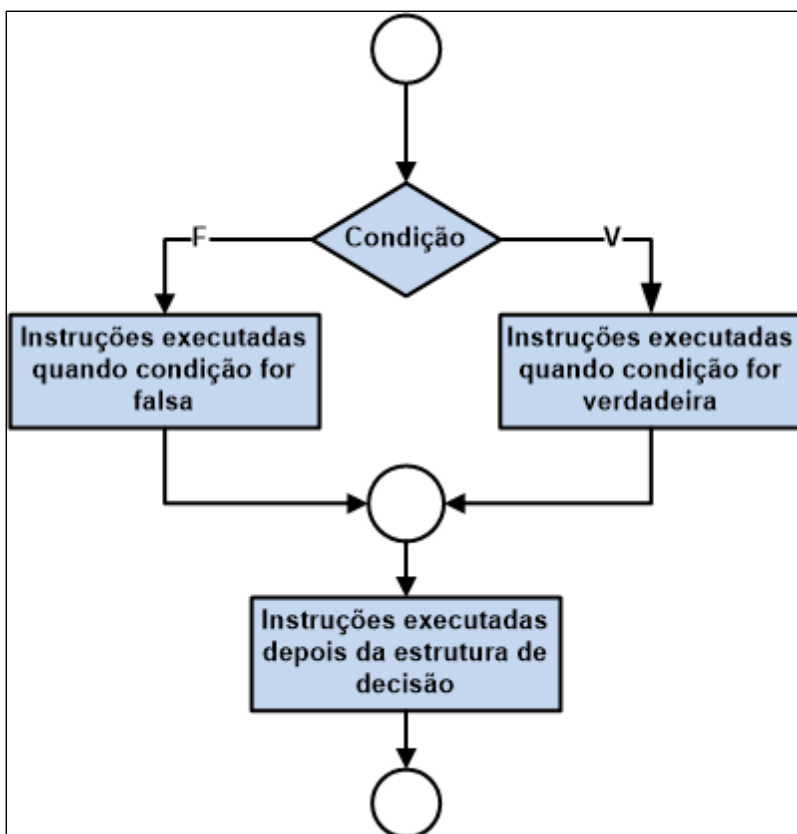 Condição
F
V
Instruções executadas
quando condição for
falsa
Instruções executadas
quando condição for
verdadeira
Instruções executadas
depois da estrutura de
decisão